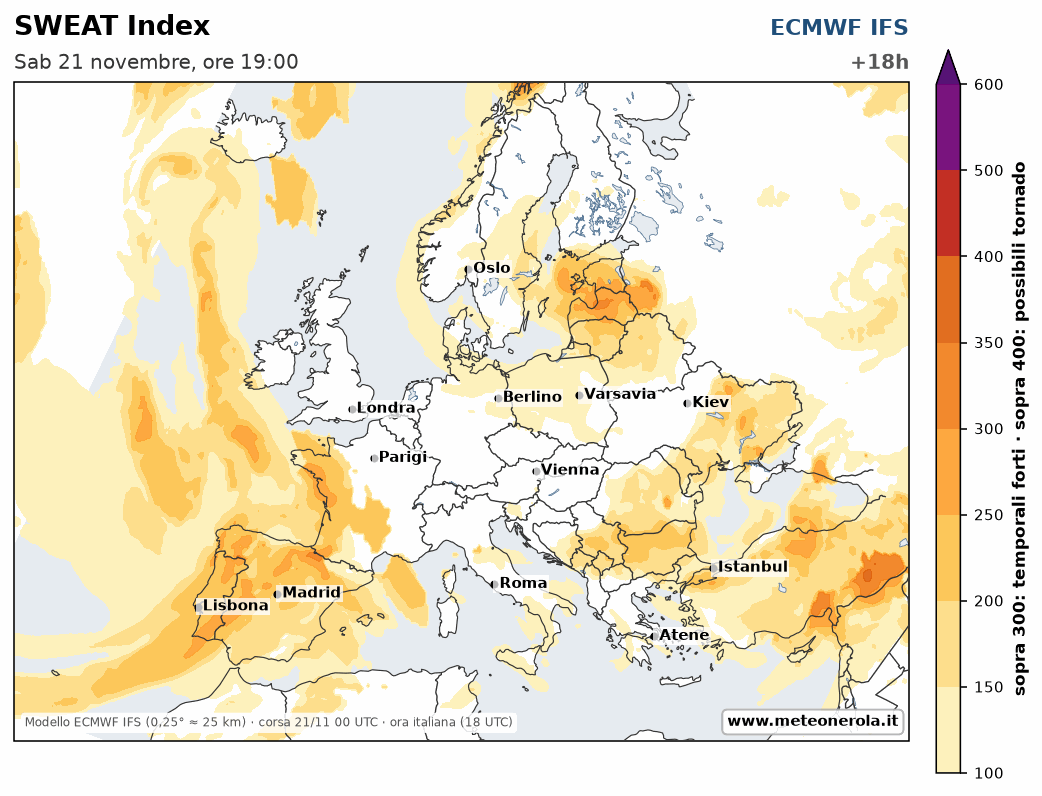 SWEAT Index
ECMWF IFS
Sab 21 novembre, ore 19:00
+18h
600
500
400
350
300
250
200
150
100
sopra 300: temporali forti · sopra 400: possibili tornado
Oslo
Berlino
Varsavia
Kiev
Londra
Parigi
Vienna
Istanbul
Roma
Madrid
Lisbona
Atene
Modello ECMWF IFS (0,25° ≈ 25 km) · corsa 21/11 00 UTC · ora italiana (18 UTC)
www.meteonerola.it